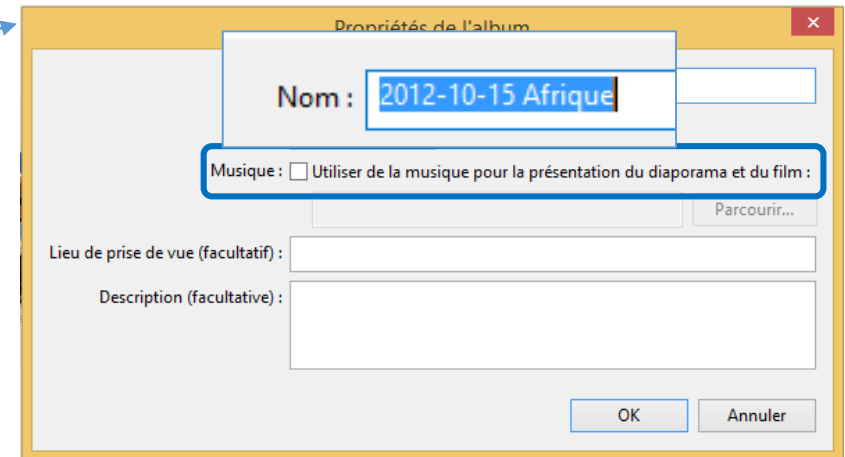 Propriétés de l'album
Nom : 2012-10-15 Afrique
Musique : Utiliser de la musique pour la présentation du diaporama et du film :
Parcourir...
Lieu de prise de vue (facultatif) :
Description (facultative) :
OK Annuler